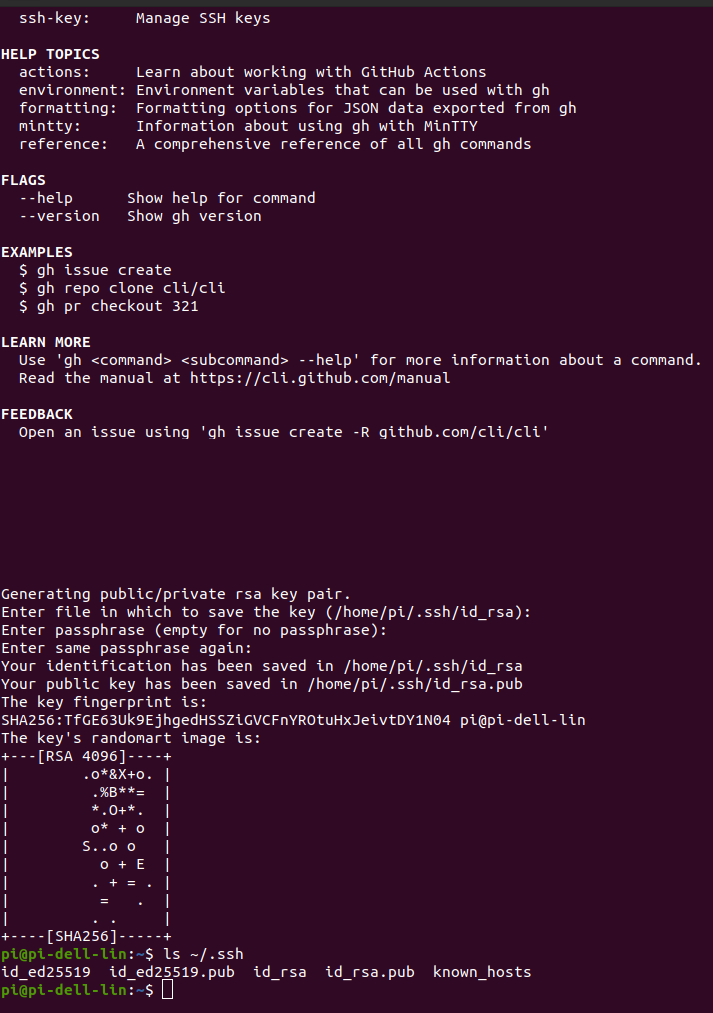 ssh-key:     Manage SSH keys

HELP TOPICS
  actions:     Learn about working with GitHub Actions
  environment: Environment variables that can be used with gh
  formatting:  Formatting options for JSON data exported from gh
  mintty:      Information about using gh with MinTTY
  reference:   A comprehensive reference of all gh commands

FLAGS
  --help      Show help for command
  --version   Show gh version

EXAMPLES
  $ gh issue create
  $ gh repo clone cli/cli
  $ gh pr checkout 321

LEARN MORE
  Use 'gh <command> <subcommand> --help' for more information about a command.
  Read the manual at https://cli.github.com/manual

FEEDBACK
  Open an issue using 'gh issue create -R github.com/cli/cli'

Generating public/private rsa key pair.
Enter file in which to save the key (/home/pi/.ssh/id_rsa):
Enter passphrase (empty for no passphrase):
Enter same passphrase again:
Your identification has been saved in /home/pi/.ssh/id_rsa
Your public key has been saved in /home/pi/.ssh/id_rsa.pub
The key fingerprint is:
SHA256:TfGE63Uk9EjhgedHSSZiGVCFnYROtuHxJeivtDY1N04 pi@pi-dell-lin
The key's randomart image is:
+---[RSA 4096]----+
|        .o*&X+o. |
|         .%B**=  |
|         *.O+*.  |
|         o* + o  |
|        S..o o   |
|          o + E  |
|         . + = . |
|          =   .  |
|         . .     |
+----[SHA256]-----+
pi@pi-dell-lin:~$ ls ~/.ssh
id_ed25519  id_ed25519.pub  id_rsa  id_rsa.pub  known_hosts
pi@pi-dell-lin:~$